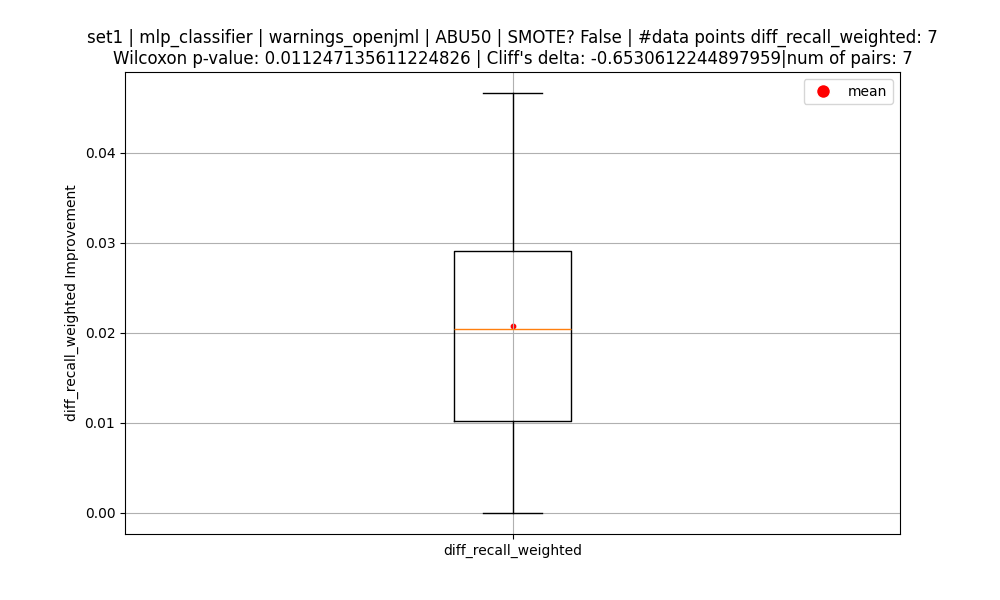 set1 | mlp_classifier | warnings_openjml | ABU50 | SMOTE? False | #data points diff_recall_weighted: 7
Wilcoxon p-value: 0.011247135611224826 | Cliff's delta: -0.6530612244897959|num of pairs: 7
mean
0.04
0.03
0.02
0.01
0.00
diff_recall_weighted Improvement
diff_recall_weighted